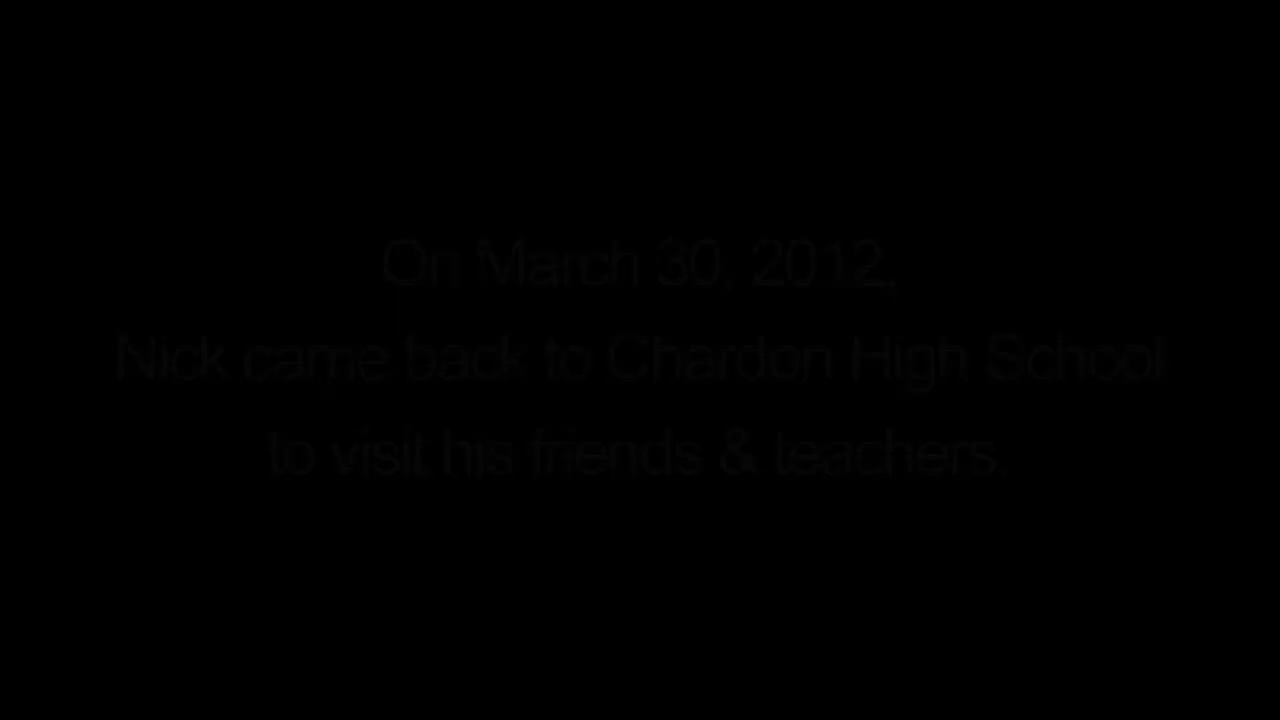 On March 30, 2012,
Nick came back to Chardon High School
to visit his friends & teachers.